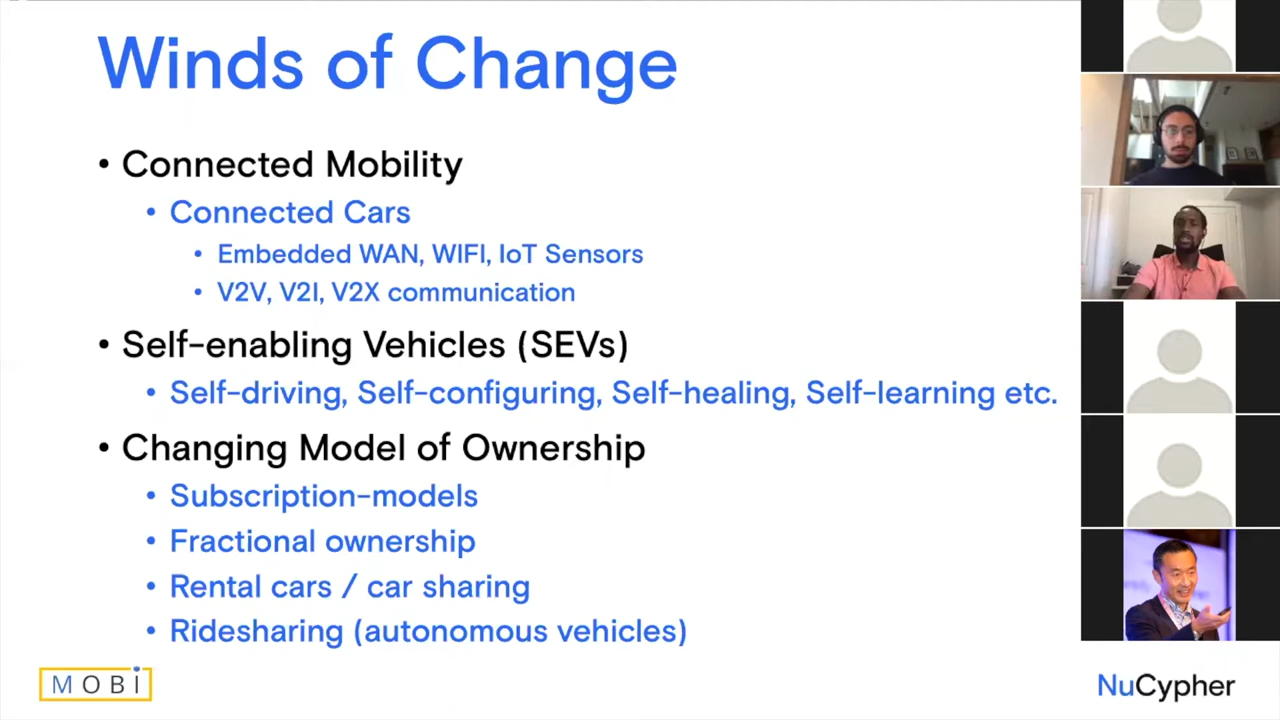 Winds of Change
• Connected Mobility
• Connected Cars
• Embedded WAN, WIFI, IoT Sensors
• V2V, V2I, V2X communication
• Self-enabling Vehicles (SEVs)
• Self-driving, Self-configuring, Self-healing, Self-learning etc.
• Changing Model of Ownership
• Subscription-models
• Fractional ownership
• Rental cars / car sharing
• Ridesharing (autonomous vehicles)
MOBi
NuCypher